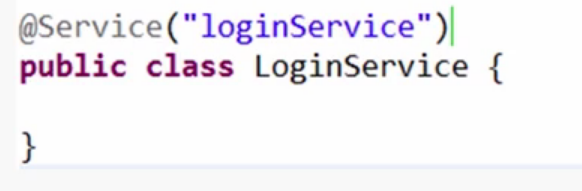 @Service("loginService")
public class LoginService {
}